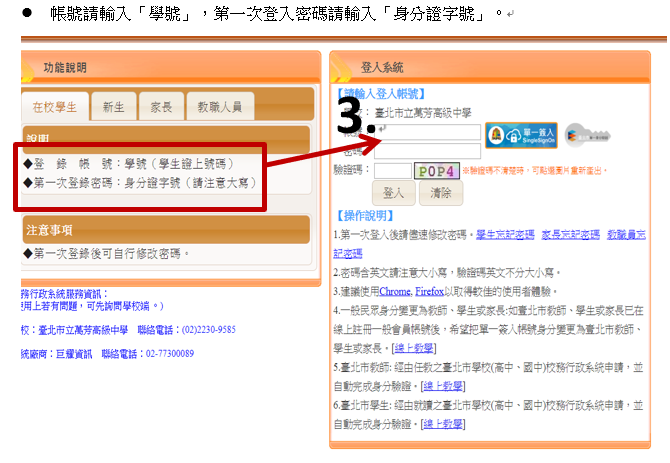 ● 帳號請輸入「學號」，第一次登入密碼請輸入「身分證字號」。
功能說明
在校學生 新生 家長 教職人員
說明
◆登 錄 帳 號：學號（學生證上號碼）
◆第一次登錄密碼：身分證字號（請注意大寫）
注意事項
◆第一次登錄後可自行修改密碼。
務行政系統服務資訊：
使用上若有問題，可先詢問學校端。）
校：臺北市立萬芳高級中學 聯絡電話：(02)2230-9585
統廠商：巨耀資訊 聯絡電話：02-77300089
登入系統
【請輸入登入帳號】
3.
臺北市立萬芳高級中學
單一簽入
SingleSignOn
密碼：
驗證碼： P0P4 ※驗證碼不清楚時，可點選圖片重新產出。
登入 清除
【操作說明】
1.第一次登入後請儘速修改密碼。學生忘記密碼 家長忘記密碼 教職員忘
記密碼
2.密碼含英文請注意大小寫，驗證碼英文不分大小寫。
3.建議使用Chrome, Firefox以取得較佳的使用者體驗。
4.一般民眾身分變更為教師、學生或家長:如臺北市教師、學生或家長已在
線上註冊一般會員帳號後，希望把單一簽入帳號身分變更為臺北市教師、
學生或家長。[線上教學]
5.臺北市教師: 經由任教之臺北市學校(高中、國中)校務行政系統申請，並
自動完成身分驗證。[線上教學]
6.臺北市學生: 經由就讀之臺北市學校(高中、國中)校務行政系統申請，並
自動完成身分驗證。[線上教學]